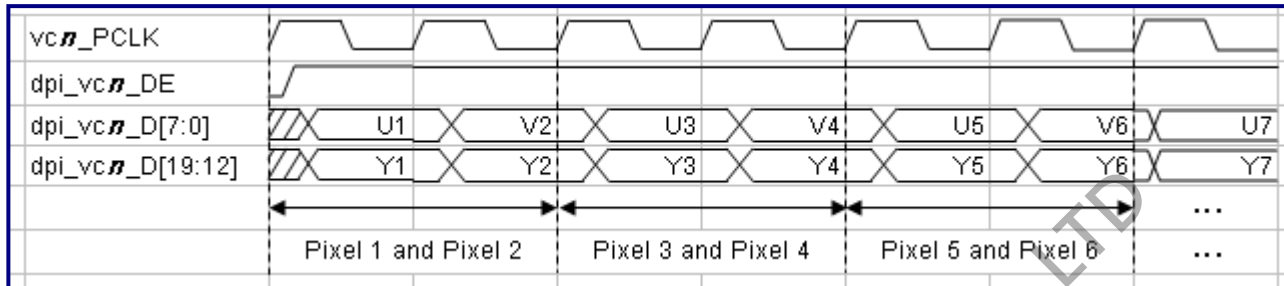 vcn_PCLK
dpi_vcn_DE
dpi_vcn_D[7:0] U1 V2 U3 V4 U5 V6 U7
dpi_vcn_D[19:12] Y1 Y2 Y3 Y4 Y5 Y6 Y7
...
Pixel 1 and Pixel 2 Pixel 3 and Pixel 4 Pixel 5 and Pixel 6 ...
LTD